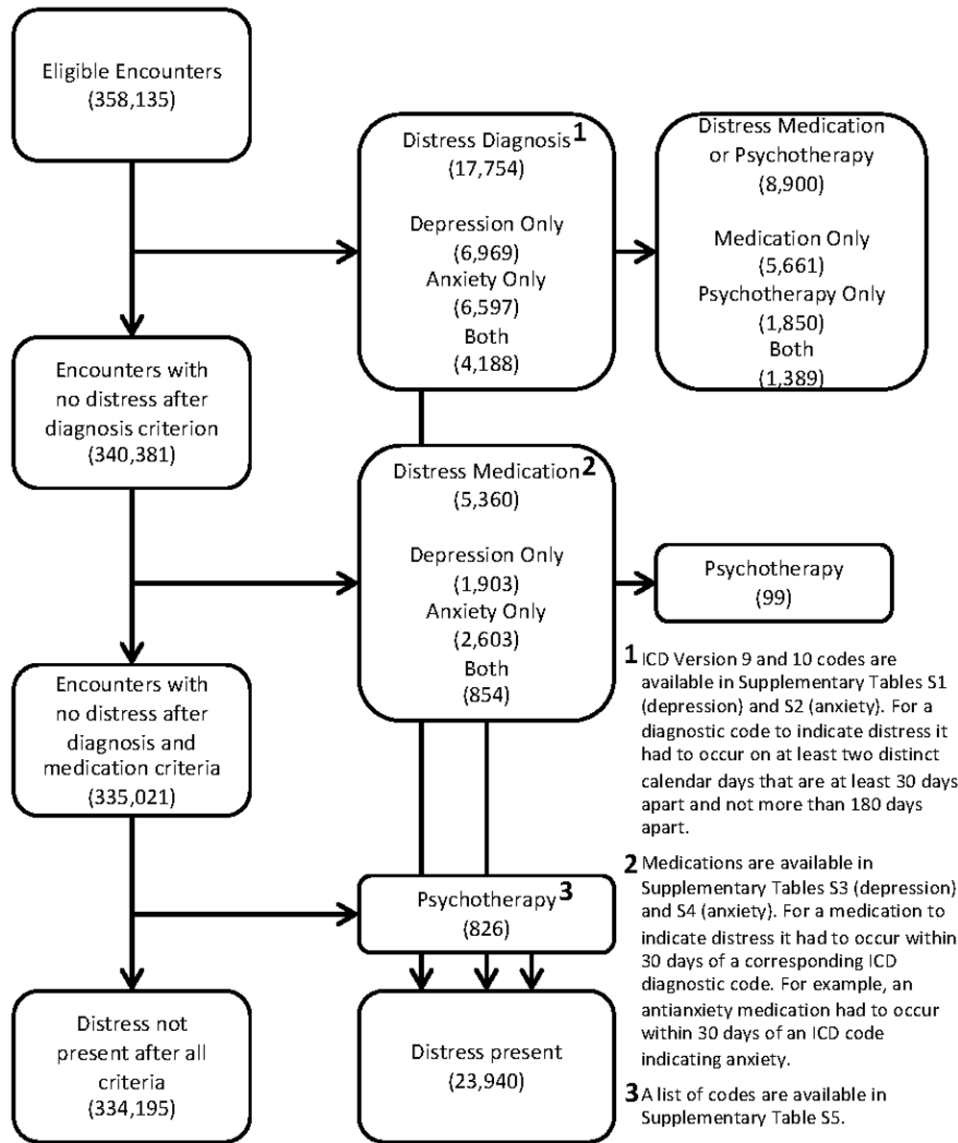 Eligible Encounters
(358,135)
Distress Diagnosis1
(17,754)
Depression Only
(6,969)
Anxiety Only
(6,597)
Both
(4,188)
Distress Medication
or Psychotherapy
(8,900)
Medication Only
(5,661)
Psychotherapy Only
(1,850)
Both
(1,389)
Encounters with
no distress after
diagnosis criterion
(340,381)
Distress Medication2
(5,360)
Depression Only
(1,903)
Anxiety Only
(2,603)
Both
(854)
Psychotherapy
(99)
Encounters with
no distress after
diagnosis and
medication criteria
(335,021)
Psychotherapy3
(826)
Distress not
present after all
criteria
(334,195)
Distress present
(23,940)
1 ICD Version 9 and 10 codes are
available in Supplementary Tables S1
(depression) and S2 (anxiety). For a
diagnostic code to indicate distress it
had to occur on at least two distinct
calendar days that are at least 30 days
apart and not more than 180 days
apart.
2 Medications are available in
Supplementary Tables S3 (depression)
and S4 (anxiety). For a medication to
indicate distress it had to occur within
30 days of a corresponding ICD
diagnostic code. For example, an
antianxiety medication had to occur
within 30 days of an ICD code
indicating anxiety.
3 A list of codes are available in
Supplementary Table S5.